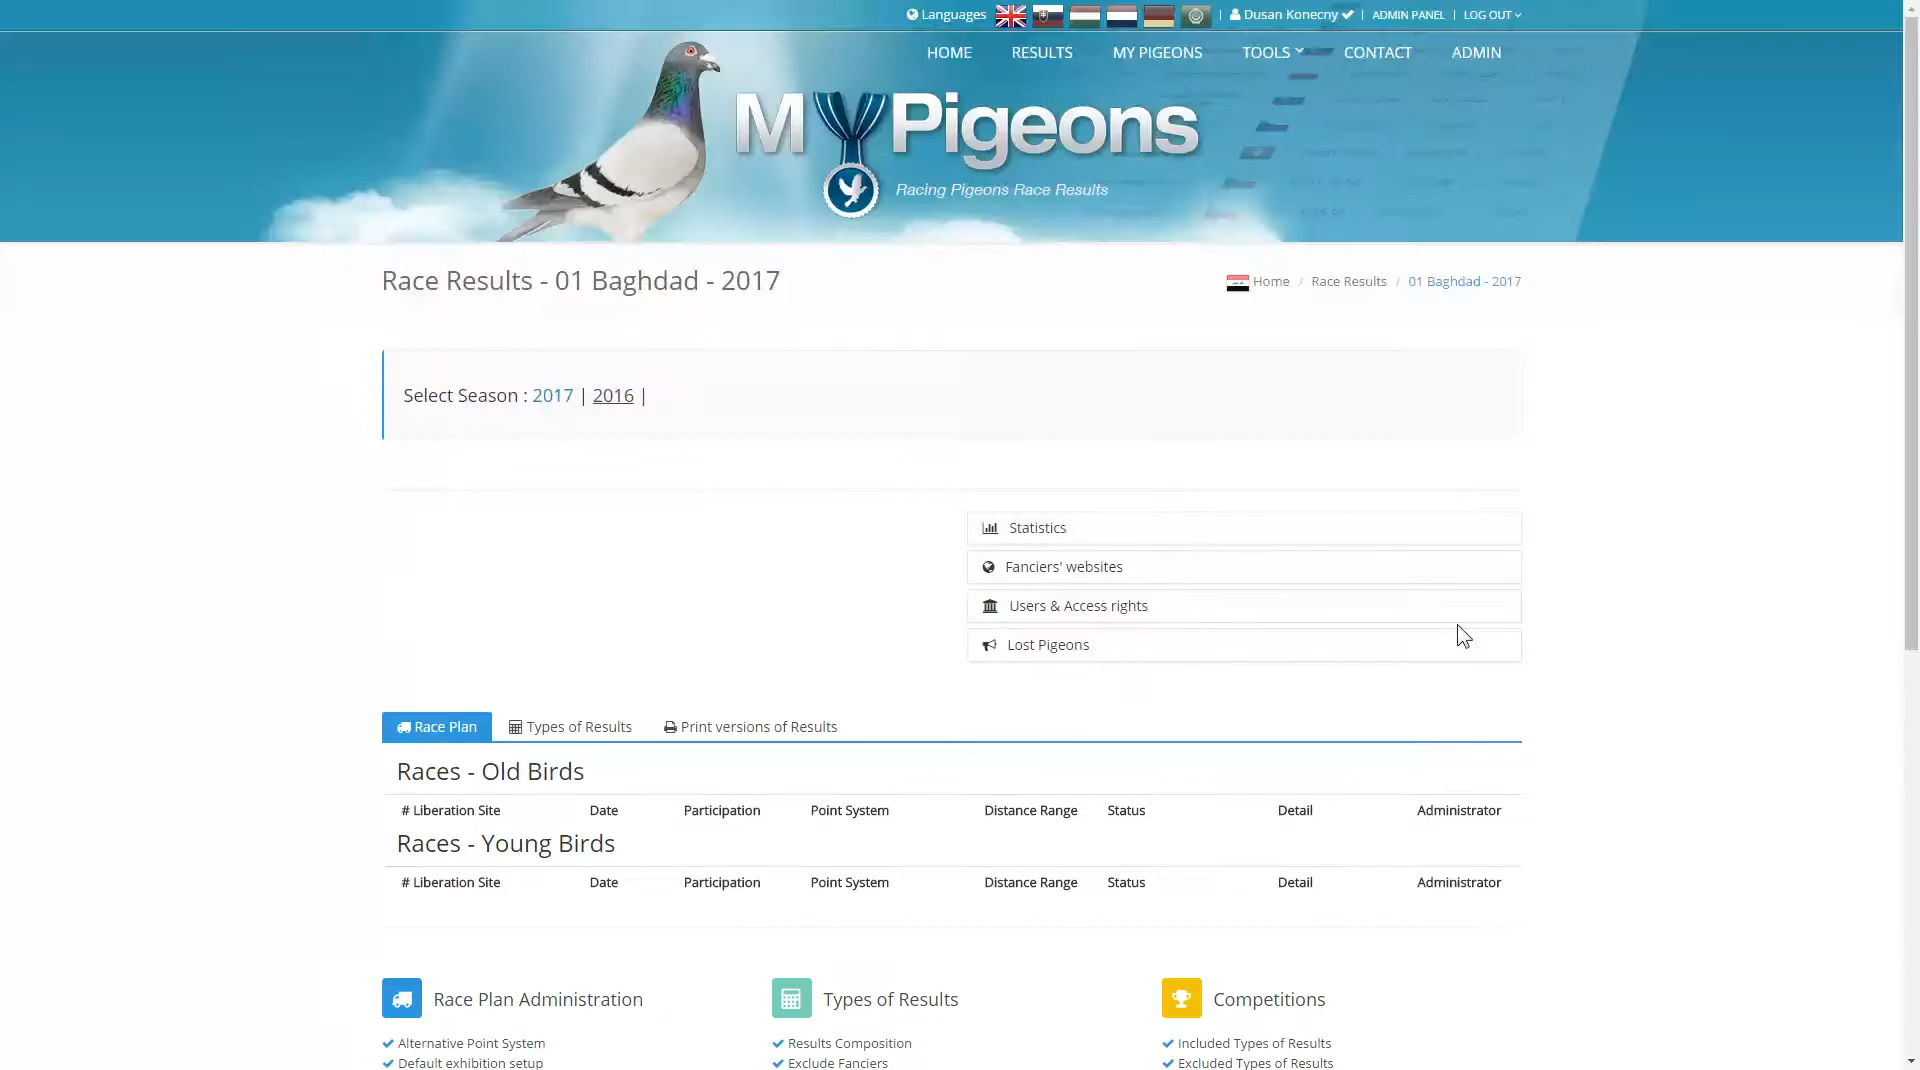 Languages | Dusan Konecny | ADMIN PANEL | LOG OUT
HOME RESULTS MY PIGEONS TOOLS CONTACT ADMIN
MyPigeons
Racing Pigeons Race Results
Race Results - 01 Baghdad - 2017
Home / Race Results / 01 Baghdad - 2017
Select Season : 2017 | 2016 |
Statistics
Fanciers' websites
Users & Access rights
Lost Pigeons
Race Plan Types of Results Print versions of Results
Races - Old Birds
# Liberation Site Date Participation Point System Distance Range Status Detail Administrator
Races - Young Birds
# Liberation Site Date Participation Point System Distance Range Status Detail Administrator
Race Plan Administration
Alternative Point System
Default exhibition setup
Types of Results
Results Composition
Exclude Fanciers
Competitions
Included Types of Results
Excluded Types of Results